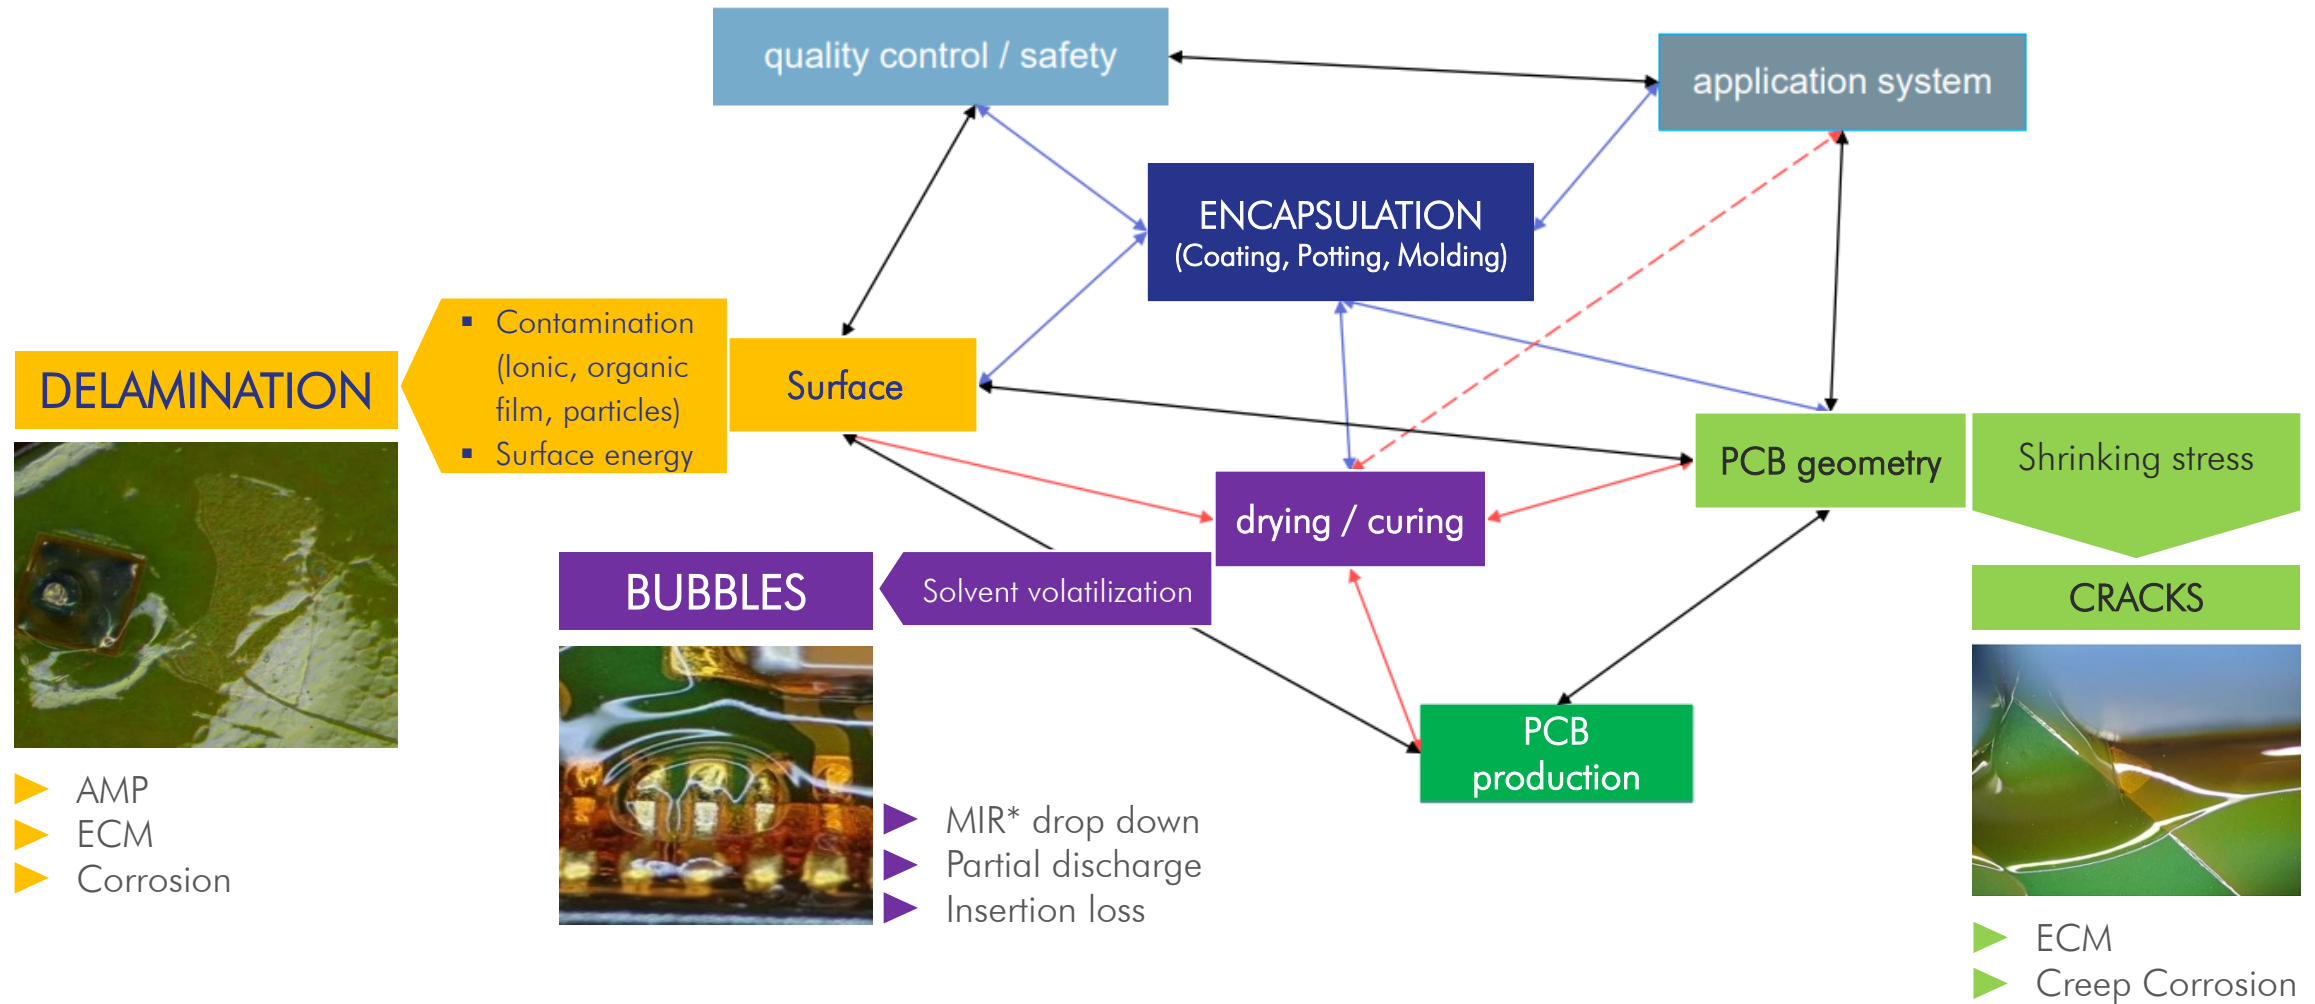 quality control / safety
application system
ENCAPSULATION
(Coating, Potting, Molding)
▪ Contamination
(Ionic, organic
film, particles)
▪ Surface energy
Surface
DELAMINATION
PCB geometry
Shrinking stress
drying / curing
BUBBLES
Solvent volatilization
CRACKS
PCB
production
AMP
ECM
Corrosion
MIR* drop down
Partial discharge
Insertion loss
ECM
Creep Corrosion